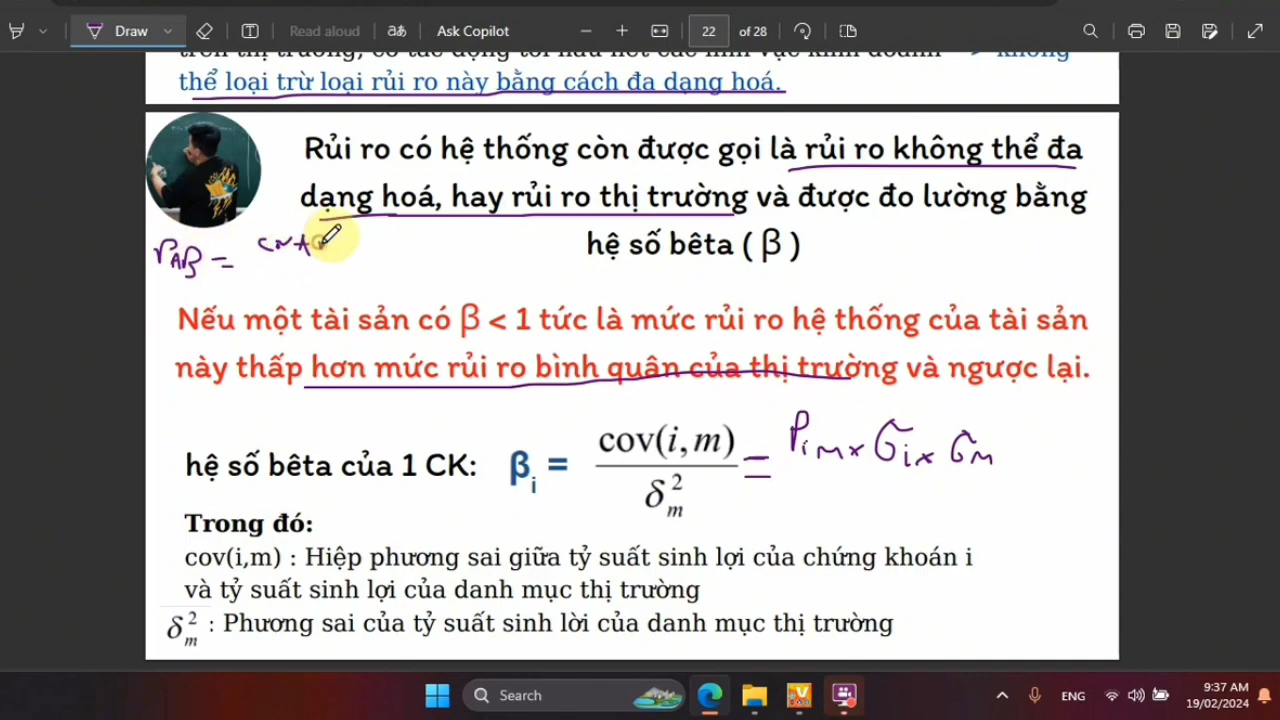 Draw
Read aloud
Ask Copilot
22
of 28
thể loại trừ loại rủi ro này bằng cách đa dạng hoá.
Rủi ro có hệ thống còn được gọi là rủi ro không thể đa
dạng hoá, hay rủi ro thị trường và được đo lường bằng
hệ số bêta ( β )
Nếu một tài sản có β < 1 tức là mức rủi ro hệ thống của tài sản
này thấp hơn mức rủi ro bình quân của thị trường và ngược lại.
hệ số bêta của 1 CK: βi = cov(i,m) / δ²m
Trong đó:
cov(i,m) : Hiệp phương sai giữa tỷ suất sinh lợi của chứng khoán i
và tỷ suất sinh lợi của danh mục thị trường
δ²m : Phương sai của tỷ suất sinh lời của danh mục thị trường
Search
ENG
9:37 AM
19/02/2024